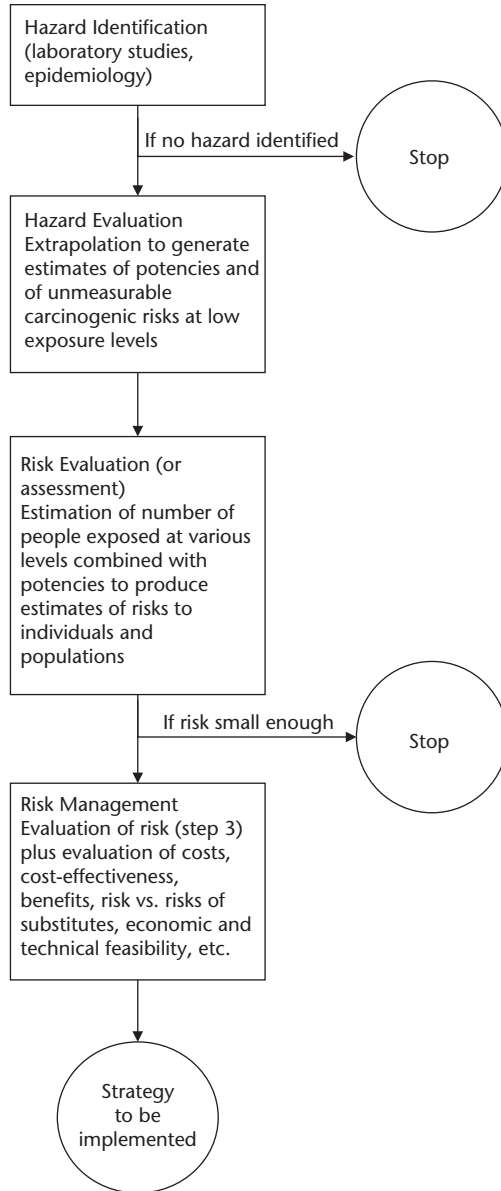 Hazard Identification
(laboratory studies,
epidemiology)
If no hazard identified
Stop
Hazard Evaluation
Extrapolation to generate
estimates of potencies and
of unmeasurable
carcinogenic risks at low
exposure levels
Risk Evaluation (or
assessment)
Estimation of number of
people exposed at various
levels combined with
potencies to produce
estimates of risks to
individuals and
populations
If risk small enough
Stop
Risk Management
Evaluation of risk (step 3)
plus evaluation of costs,
cost-effectiveness,
benefits, risk vs. risks of
substitutes, economic and
technical feasibility, etc.
Strategy
to be
implemented